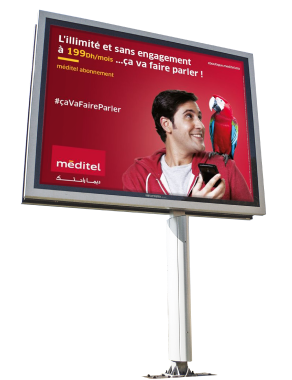 L'illimité et sans engagement
à 199Dh/mois ...ça va faire parler !
méditel abonnement
#çaVaFaireParler
méditel